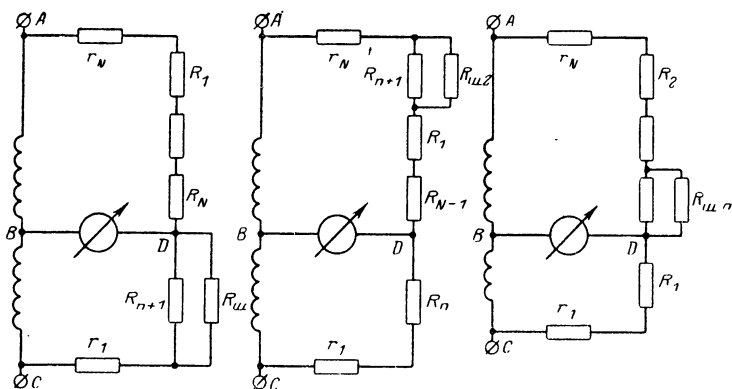 A
r_N
R_1
R_N
B
D
R_{n+1}
R_ш
r_1
C
A
r_N
R_{n+1}
R_{ш2}
R_1
R_{N-1}
B
D
R_n
r_1
C
A
r_N
R_2
R_{шn}
B
D
R_1
r_1
C